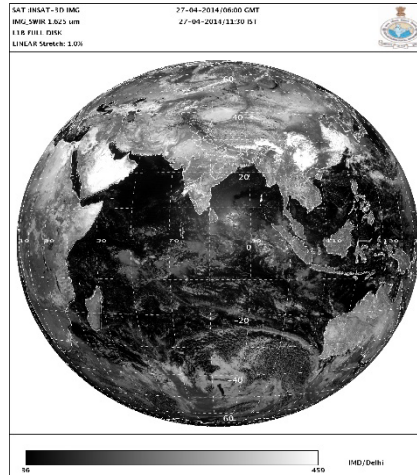 SAT :INSAT-3D IMG 27-04-2014/06:00 GMT
IMG_SWIR 1.625 um 27-04-2014/11:30 IST
L1B FULL DISK
LINEAR Stretch: 1.0%
60
40
20
0
-20
-40
-60
36 459 IMD/Delhi